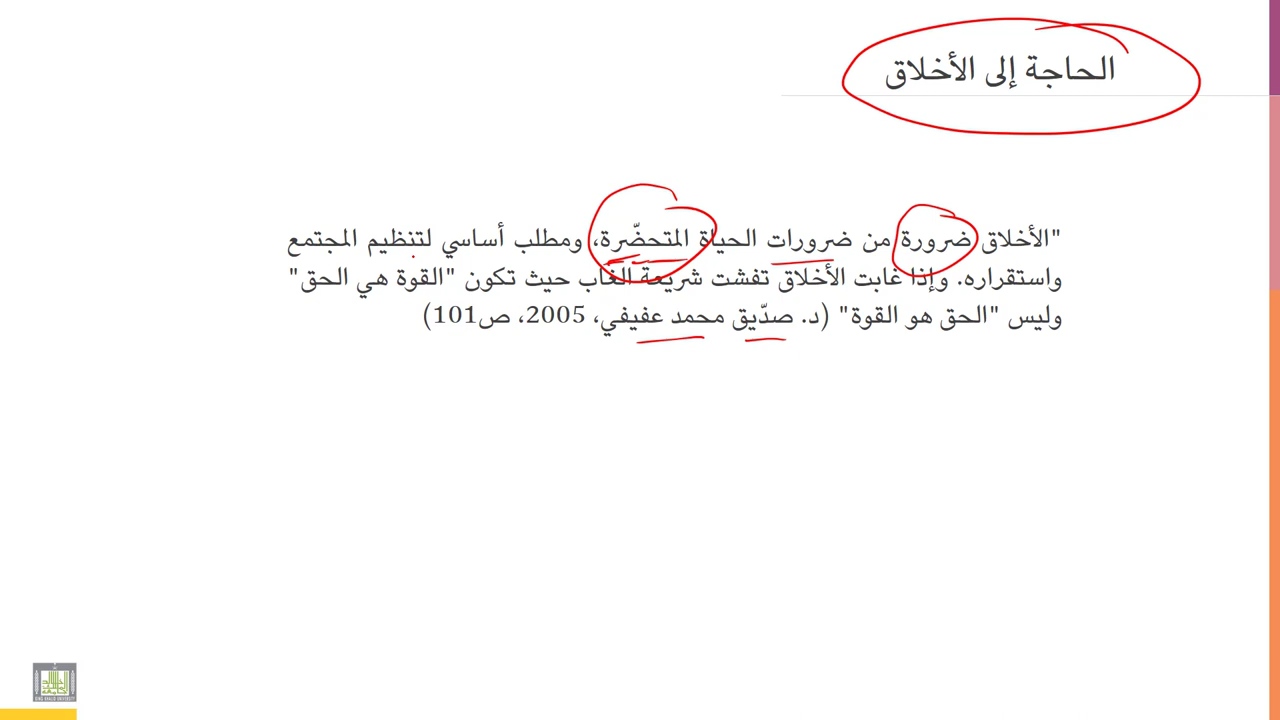 الحاجة إلى الأخلاق
"الأخلاق ضرورة من ضرورات الحياة المتحضّرة، ومطلب أساسي لتنظيم المجتمع
واستقراره. وإذا غابت الأخلاق تفشت شريعة الغاب حيث تكون "القوة هي الحق"
وليس "الحق هو القوة" (د. صدّيق محمد عفيفي، 2005، ص101)